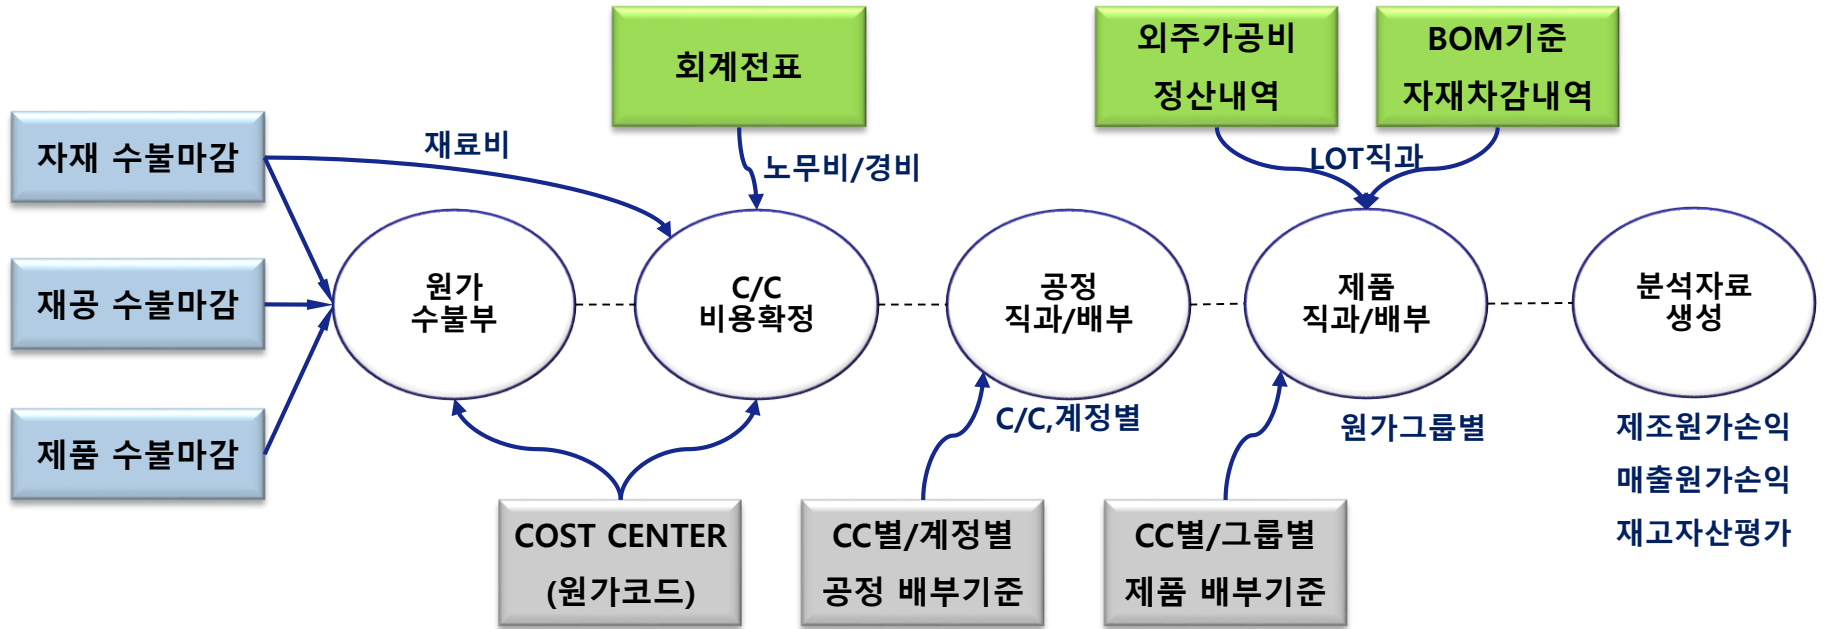 회계전표
외주가공비
정산내역
BOM기준
자재차감내역
자재 수불마감
재료비
노무비/경비
LOT직과
재공 수불마감
원가
수불부
C/C
비용확정
공정
직과/배부
제품
직과/배부
분석자료
생성
제품 수불마감
C/C,계정별
원가그룹별
제조원가손익
매출원가손익
재고자산평가
COST CENTER
(원가코드)
CC별/계정별
공정 배부기준
CC별/그룹별
제품 배부기준